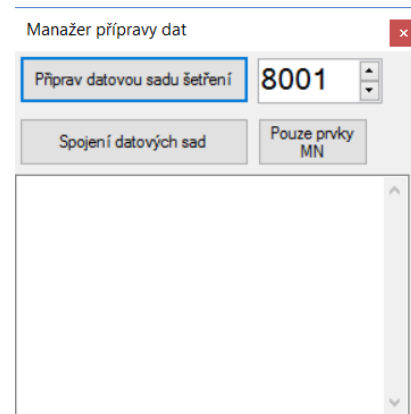 Manažer přípravy dat
Připrav datovou sadu šetření
8001
Spojení datových sad
Pouze prvky
MN